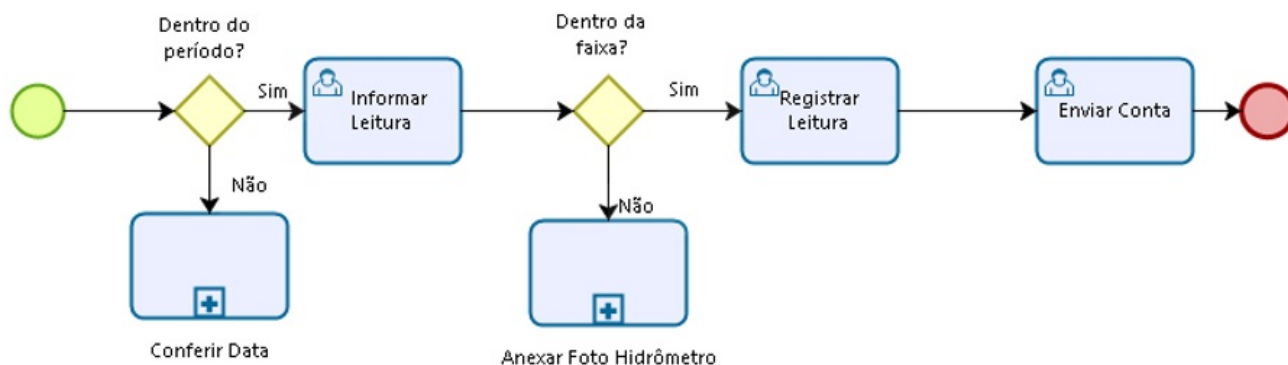 Dentro do
período?
Sim
Informar
Leitura
Dentro da
faixa?
Sim
Registrar
Leitura
Enviar Conta
Não
Não
Conferir Data
Anexar Foto Hidrômetro